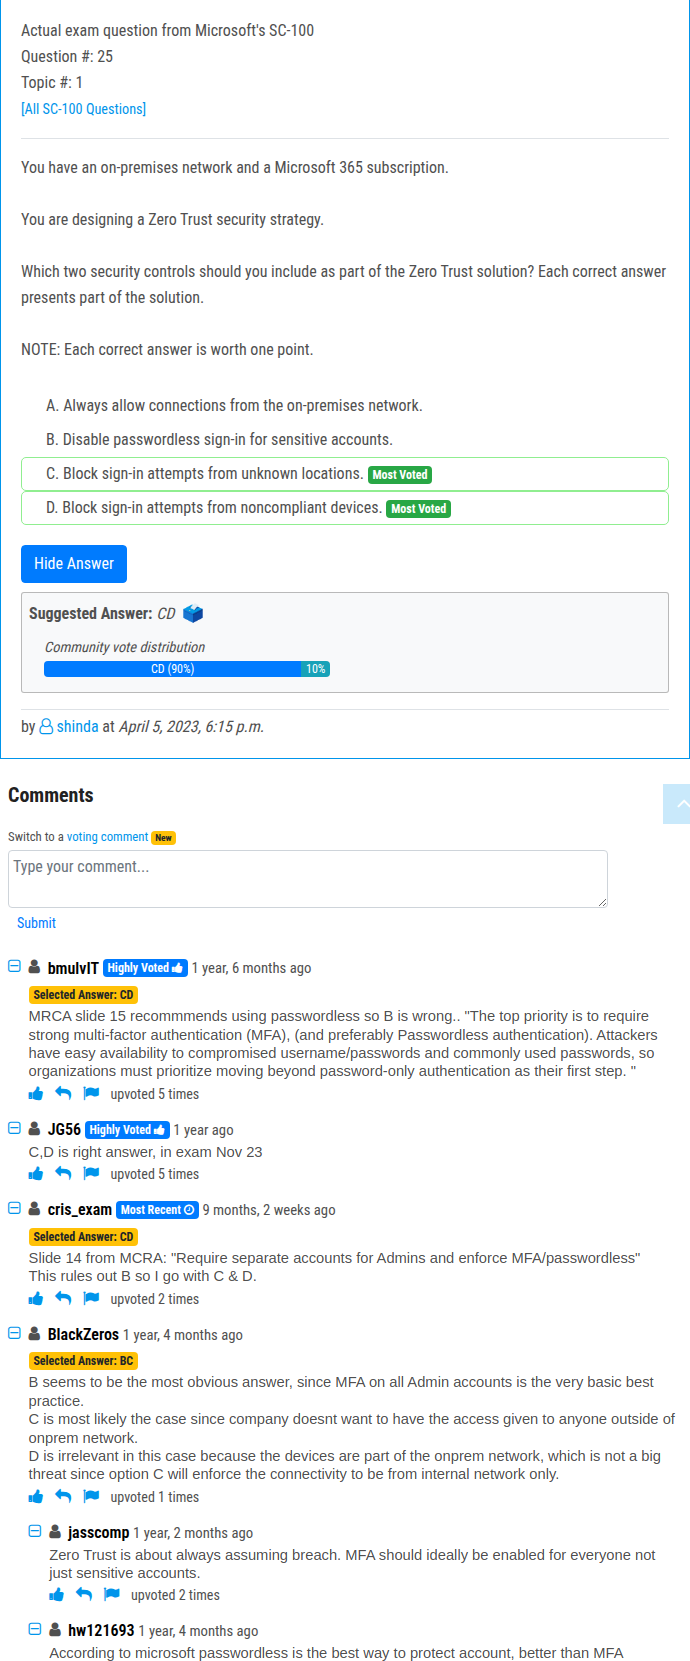 Actual exam question from Microsoft's SC-100
Question #: 25
Topic #: 1
[All SC-100 Questions]
You have an on-premises network and a Microsoft 365 subscription.
You are designing a Zero Trust security strategy.
Which two security controls should you include as part of the Zero Trust solution? Each correct answer
presents part of the solution.
NOTE: Each correct answer is worth one point.
A. Always allow connections from the on-premises network.
B. Disable passwordless sign-in for sensitive accounts.
C. Block sign-in attempts from unknown locations. Most Voted
D. Block sign-in attempts from noncompliant devices. Most Voted
Hide Answer
Suggested Answer: CD
Community vote distribution
CD (90%) 10%
by shinda at April 5, 2023, 6:15 p.m.
Comments
Switch to a voting comment New
Type your comment...
Submit
bmulvIT Highly Voted 1 year, 6 months ago
Selected Answer: CD
MRCA slide 15 recommmends using passwordless so B is wrong.. "The top priority is to require
strong multi-factor authentication (MFA), (and preferably Passwordless authentication). Attackers
have easy availability to compromised username/passwords and commonly used passwords, so
organizations must prioritize moving beyond password-only authentication as their first step. "
upvoted 5 times
JG56 Highly Voted 1 year ago
C,D is right answer, in exam Nov 23
upvoted 5 times
cris_exam Most Recent 9 months, 2 weeks ago
Selected Answer: CD
Slide 14 from MCRA: "Require separate accounts for Admins and enforce MFA/passwordless"
This rules out B so I go with C & D.
upvoted 2 times
BlackZeros 1 year, 4 months ago
Selected Answer: BC
B seems to be the most obvious answer, since MFA on all Admin accounts is the very basic best
practice.
C is most likely the case since company doesnt want to have the access given to anyone outside of
onprem network.
D is irrelevant in this case because the devices are part of the onprem network, which is not a big
threat since option C will enforce the connectivity to be from internal network only.
upvoted 1 times
jasscomp 1 year, 2 months ago
Zero Trust is about always assuming breach. MFA should ideally be enabled for everyone not
just sensitive accounts.
upvoted 2 times
hw121693 1 year, 4 months ago
According to microsoft passwordless is the best way to protect account, better than MFA